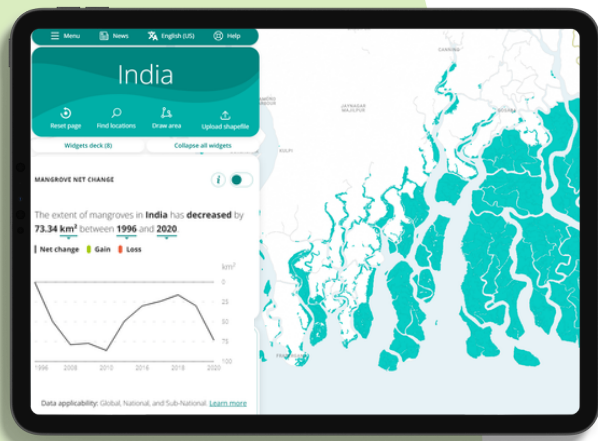 Menu News English (US) Help
India
Reset page Find locations Draw area Upload shapefile
Widgets deck (8) Collapse all widgets
MANGROVE NET CHANGE
The extent of mangroves in India has decreased by
73.34 km² between 1996 and 2020.
Net change Gain Loss
km²
0
25
50
75
100
1996 2008 2010 2016 2018 2020
Data applicability: Global, National, and Sub-National. Learn more
CANNING
JAYNAGAR
MAJILPUR
KULPI